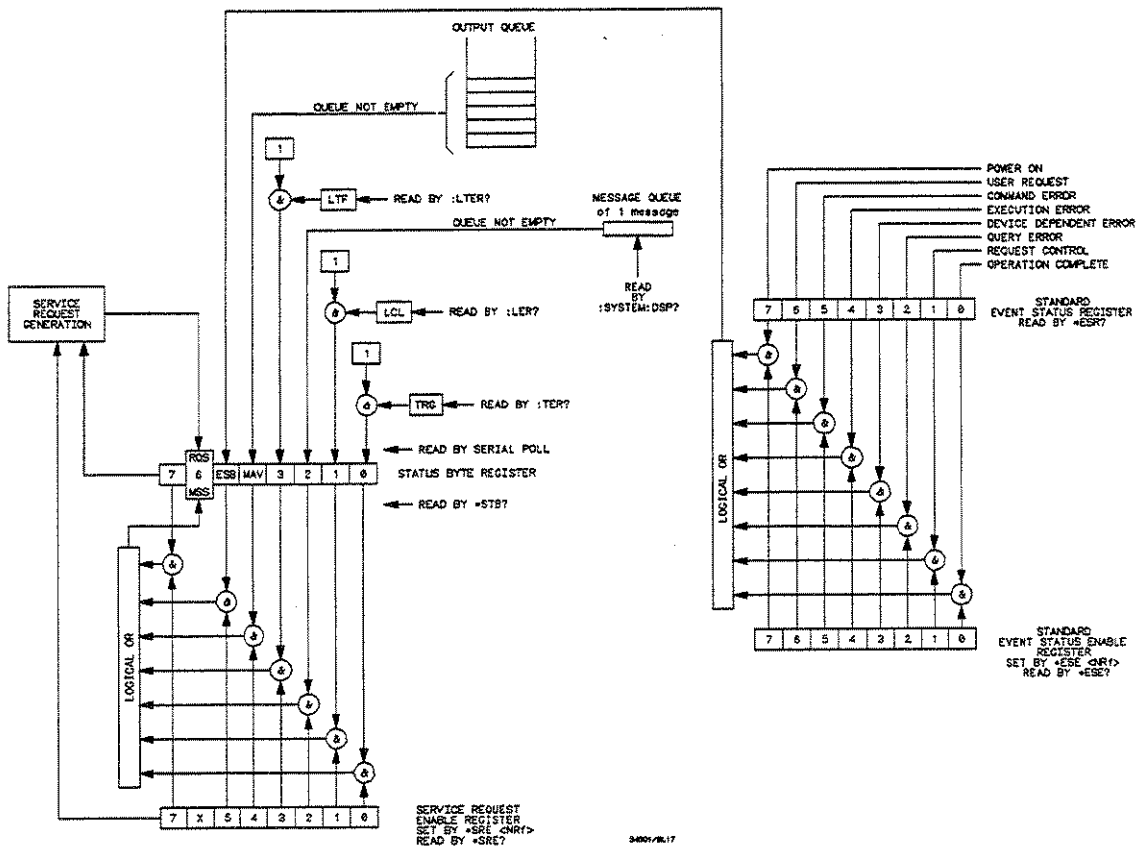 OUTPUT QUEUE
QUEUE NOT EMPTY
1
& LTF READ BY :LTER?
MESSAGE QUEUE
of 1 message
QUEUE NOT EMPTY
READ
BY
:SYSTEM:DSP?
1
& LCL READ BY :LER?
1
& TRG READ BY :TER?
SERVICE
REQUEST
GENERATION
READ BY SERIAL POLL
RQS
7 6 ESB MAV 3 2 1 0
MSS
STATUS BYTE REGISTER
READ BY *STB?
LOGICAL OR
&
&
&
&
&
&
&
7 X 5 4 3 2 1 0
SERVICE REQUEST
ENABLE REGISTER
SET BY *SRE <NRf>
READ BY *SRE?
POWER ON
USER REQUEST
COMMAND ERROR
EXECUTION ERROR
DEVICE DEPENDENT ERROR
QUERY ERROR
REQUEST CONTROL
OPERATION COMPLETE
7 6 5 4 3 2 1 0
STANDARD
EVENT STATUS REGISTER
READ BY *ESR?
LOGICAL OR
&
&
&
&
&
&
&
&
7 6 5 4 3 2 1 0
STANDARD
EVENT STATUS ENABLE
REGISTER
SET BY *ESE <NRf>
READ BY *ESE?